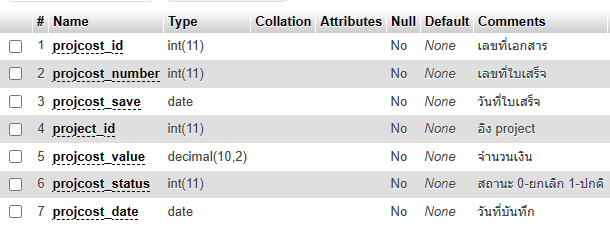 # Name Type Collation Attributes Null Default Comments
1 projcost_id int(11) No None เลขที่เอกสาร
2 projcost_number int(11) No None เลขที่ใบเสร็จ
3 projcost_save date No None วันที่ใบเสร็จ
4 project_id int(11) No None อิง project
5 projcost_value decimal(10,2) No None จำนวนเงิน
6 projcost_status int(11) No None สถานะ 0-ยกเลิก 1-ปกติ
7 projcost_date date No None วันที่บันทึก